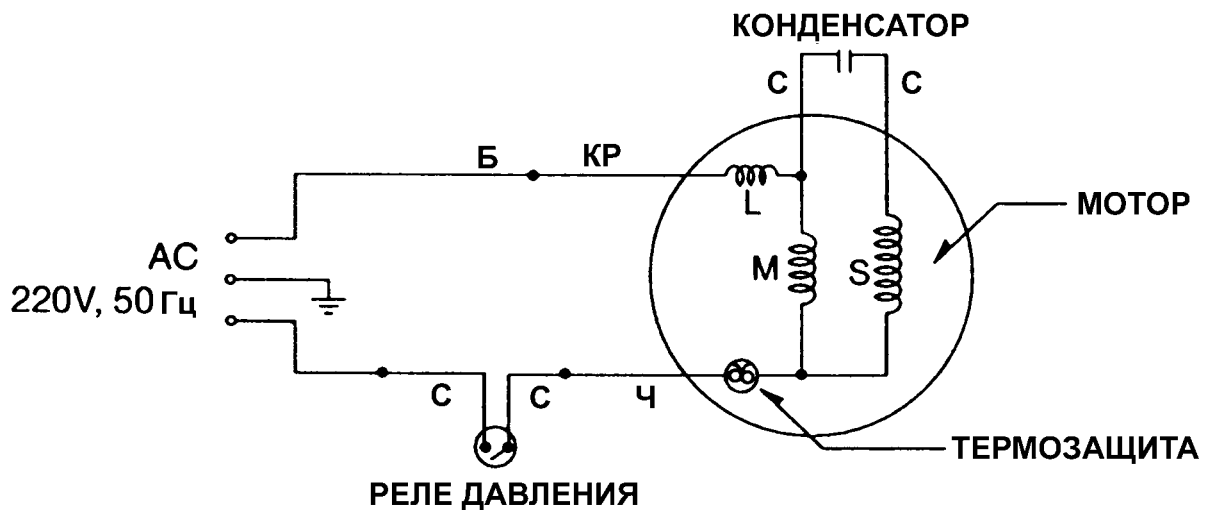 КОНДЕНСАТОР
С С
Б КР
L
МОТОР
AC
M S
220V, 50 Гц
С С Ч
ТЕРМОЗАЩИТА
РЕЛЕ ДАВЛЕНИЯ